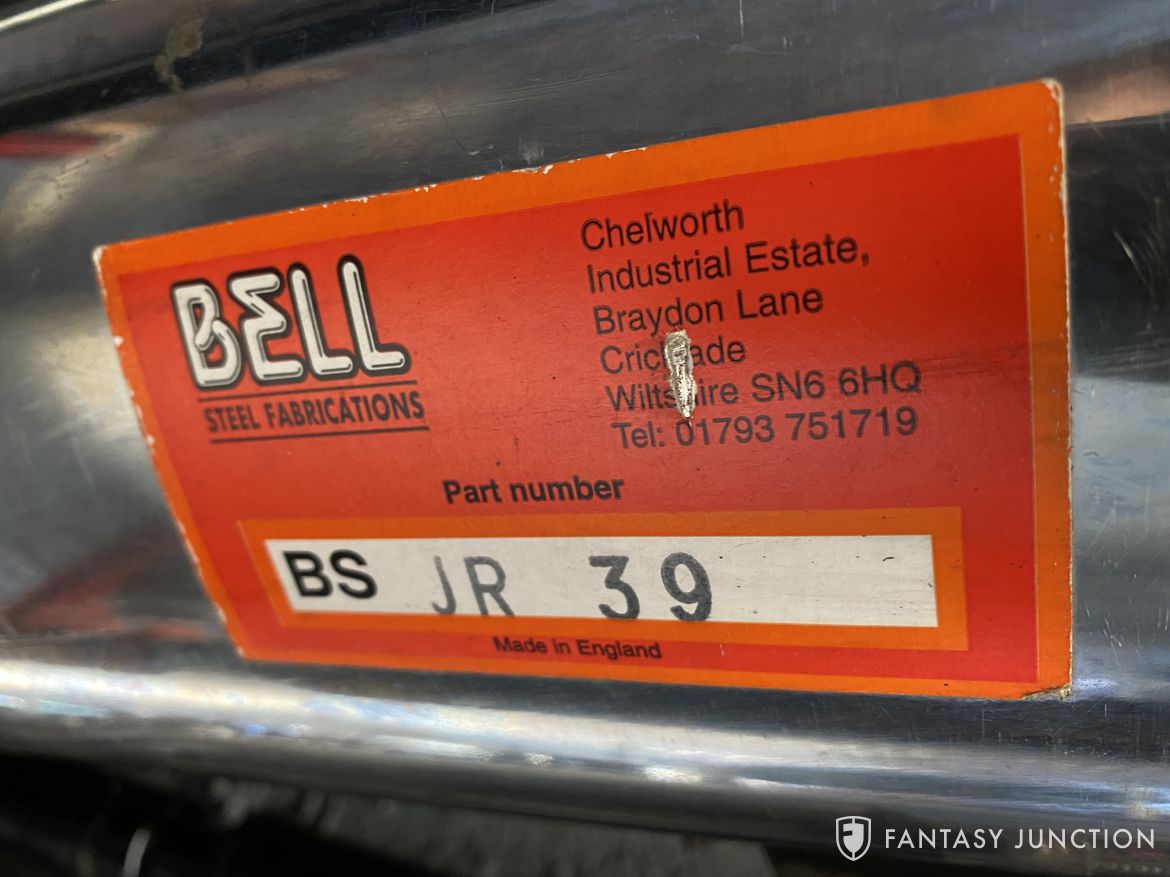 BELL
STEEL FABRICATIONS
Chelworth
Industrial Estate,
Braydon Lane
Wiltshire SN6 6HQ
Tel: 01793 751719
Part number
BS JR 39
Made in England
FANTASY JUNCTION